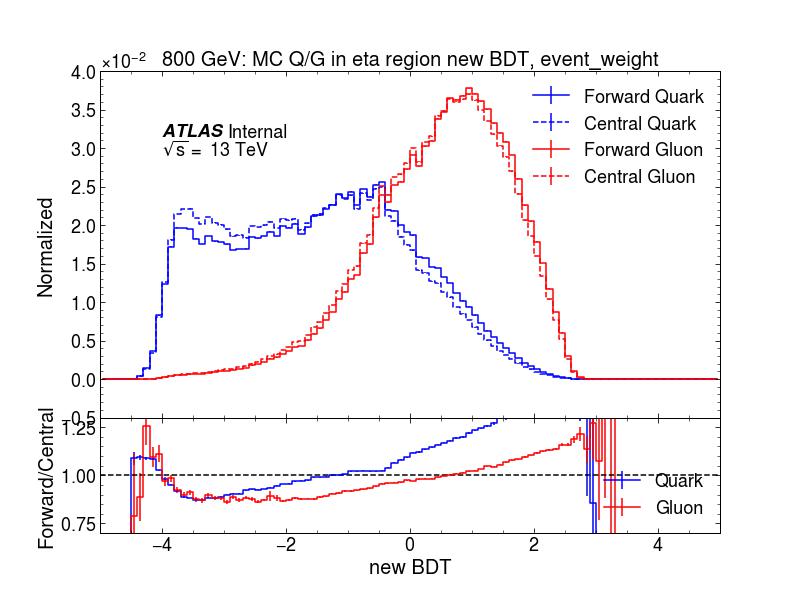 ×10−2 800 GeV: MC Q/G in eta region new BDT, event_weight
4.0
3.5
3.0
2.5
2.0
1.5
1.0
0.5
0.0
Normalized
ATLAS Internal
√s = 13 TeV
Forward Quark
Central Quark
Forward Gluon
Central Gluon
−0.5
1.25
1.00
0.75
Forward/Central
Quark
Gluon
−4 −2 0 2 4
new BDT